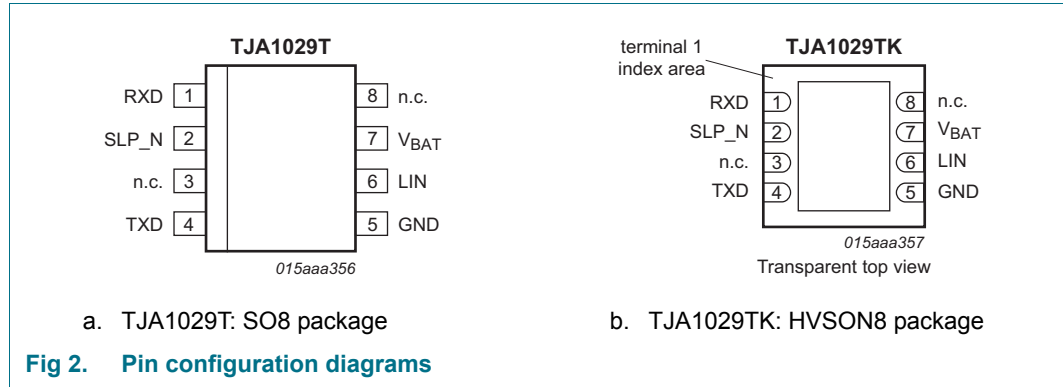 TJA1029T
RXD 1
SLP_N 2
n.c. 3
TXD 4
8 n.c.
7 VBAT
6 LIN
5 GND
015aaa356
a. TJA1029T: SO8 package
terminal 1
index area
TJA1029TK
RXD 1
SLP_N 2
n.c. 3
TXD 4
8 n.c.
7 VBAT
6 LIN
5 GND
015aaa357
Transparent top view
b. TJA1029TK: HVSON8 package
Fig 2. Pin configuration diagrams